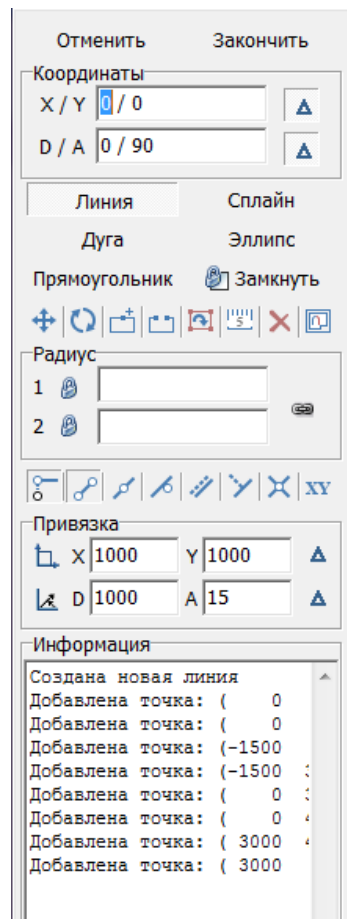 Отменить Закончить
Координаты
X / Y 0 / 0 Δ
D / A 0 / 90 Δ
Линия Сплайн
Дуга Эллипс
Прямоугольник Замкнуть
5
Радиус
1
2
XY
Привязка
X 1000 Y 1000 Δ
D 1000 A 15 Δ
Информация
Создана новая линия
Добавлена точка: ( 0
Добавлена точка: ( 0
Добавлена точка: (-1500
Добавлена точка: (-1500
Добавлена точка: ( 0
Добавлена точка: ( 0
Добавлена точка: ( 3000
Добавлена точка: ( 3000